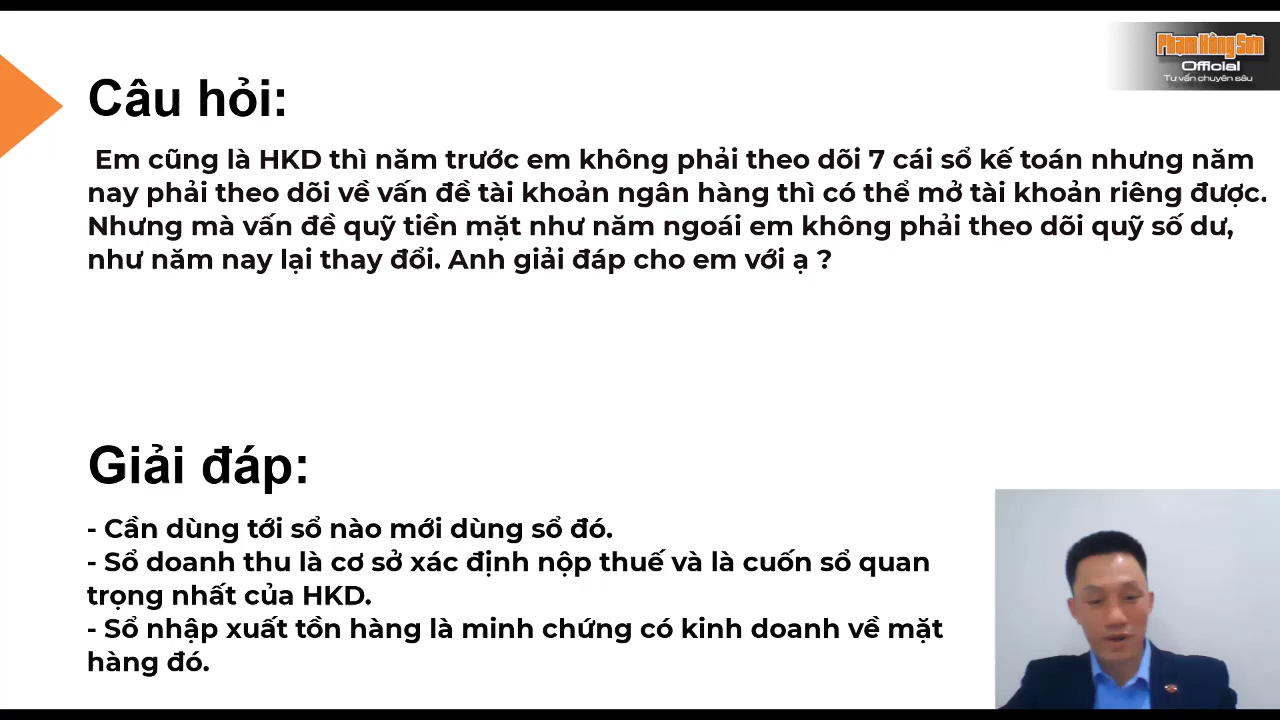 Phạm Hồng Sơn
Official
Tư vấn chuyên sâu
Câu hỏi:
Em cũng là HKD thì năm trước em không phải theo dõi 7 cái sổ kế toán nhưng năm
nay phải theo dõi về vấn đề tài khoản ngân hàng thì có thể mở tài khoản riêng được.
Nhưng mà vấn đề quỹ tiền mặt như năm ngoái em không phải theo dõi quỹ số dư,
như năm nay lại thay đổi. Anh giải đáp cho em với ạ ?
Giải đáp:
- Cần dùng tới sổ nào mới dùng sổ đó.
- Sổ doanh thu là cơ sở xác định nộp thuế và là cuốn sổ quan
trọng nhất của HKD.
- Sổ nhập xuất tồn hàng là minh chứng có kinh doanh về mặt
hàng đó.